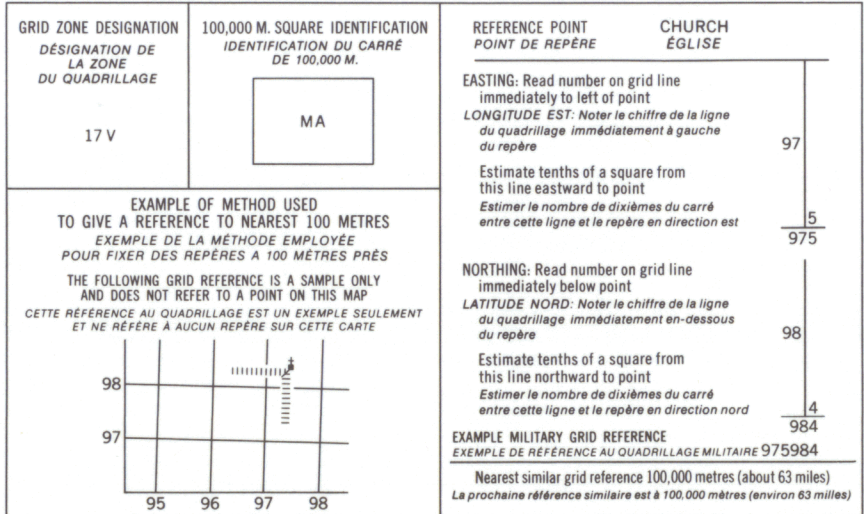 GRID ZONE DESIGNATION
DÉSIGNATION DE
LA ZONE
DU QUADRILLAGE
17 V
100,000 M. SQUARE IDENTIFICATION
IDENTIFICATION DU CARRÉ
DE 100,000 M.
MA
EXAMPLE OF METHOD USED
TO GIVE A REFERENCE TO NEAREST 100 METRES
EXEMPLE DE LA MÉTHODE EMPLOYÉE
POUR FIXER DES REPÈRES A 100 MÈTRES PRÈS
THE FOLLOWING GRID REFERENCE IS A SAMPLE ONLY
AND DOES NOT REFER TO A POINT ON THIS MAP
CETTE RÉFÉRENCE AU QUADRILLAGE EST UN EXEMPLE SEULEMENT
ET NE RÉFÈRE À AUCUN REPÈRE SUR CETTE CARTE
98
97
95 96 97 98
REFERENCE POINT CHURCH
POINT DE REPÈRE ÉGLISE
EASTING: Read number on grid line
immediately to left of point
LONGITUDE EST: Noter le chiffre de la ligne
du quadrillage immédiatement à gauche
du repère 97
Estimate tenths of a square from
this line eastward to point
Estimer le nombre de dixièmes du carré
entre cette ligne et le repère en direction est 5
975
NORTHING: Read number on grid line
immediately below point
LATITUDE NORD: Noter le chiffre de la ligne
du quadrillage immédiatement en-dessous
du repère 98
Estimate tenths of a square from
this line northward to point
Estimer le nombre de dixièmes du carré
entre cette ligne et le repère en direction nord 4
984
EXAMPLE MILITARY GRID REFERENCE
EXEMPLE DE RÉFÉRENCE AU QUADRILLAGE MILITAIRE 975984
Nearest similar grid reference 100,000 metres (about 63 miles)
La prochaine référence similaire est à 100,000 mètres (environ 63 milles)